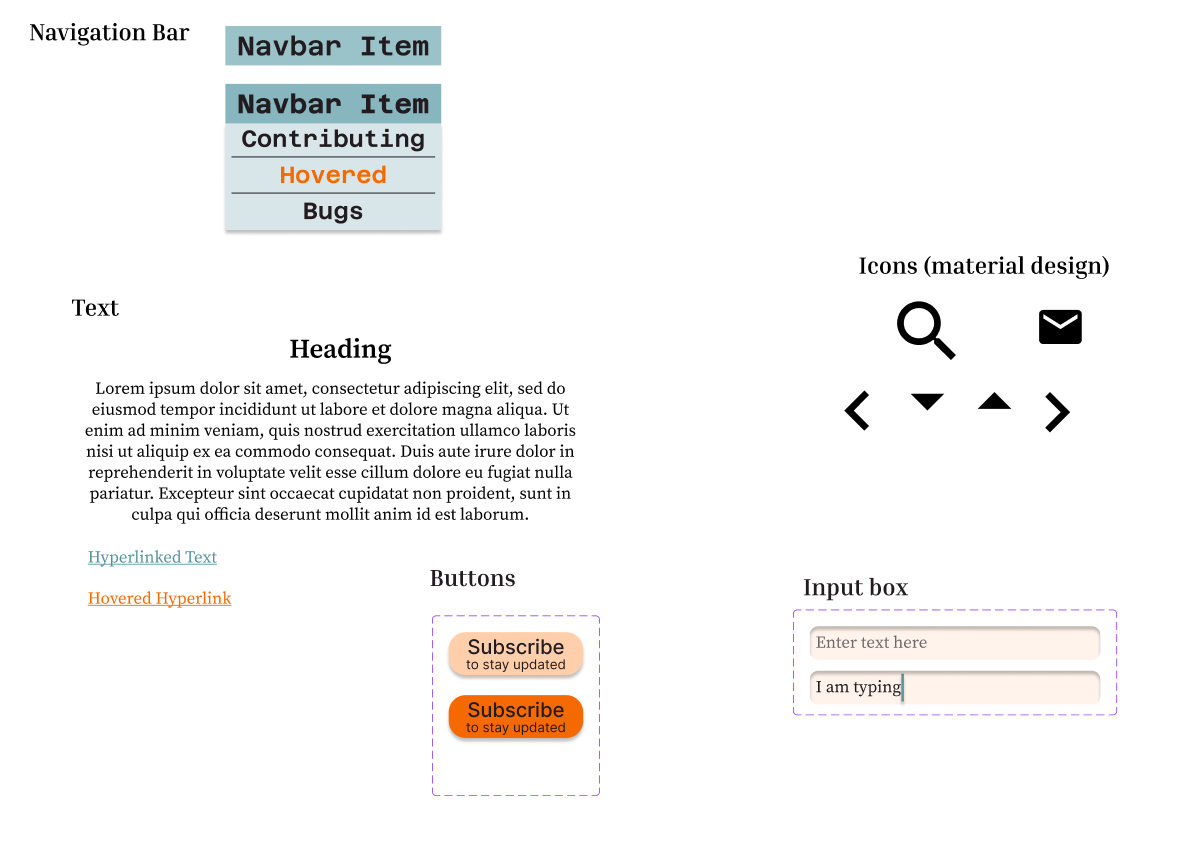 Navigation Bar
Navbar Item
Navbar Item
Contributing
Hovered
Bugs
Icons (material design)
Text
Heading
Lorem ipsum dolor sit amet, consectetur adipiscing elit, sed do
eiusmod tempor incididunt ut labore et dolore magna aliqua. Ut
enim ad minim veniam, quis nostrud exercitation ullamco laboris
nisi ut aliquip ex ea commodo consequat. Duis aute irure dolor in
reprehenderit in voluptate velit esse cillum dolore eu fugiat nulla
pariatur. Excepteur sint occaecat cupidatat non proident, sunt in
culpa qui officia deserunt mollit anim id est laborum.
Hyperlinked Text
Hovered Hyperlink
Buttons
Subscribe
to stay updated
Subscribe
to stay updated
Input box
Enter text here
I am typing